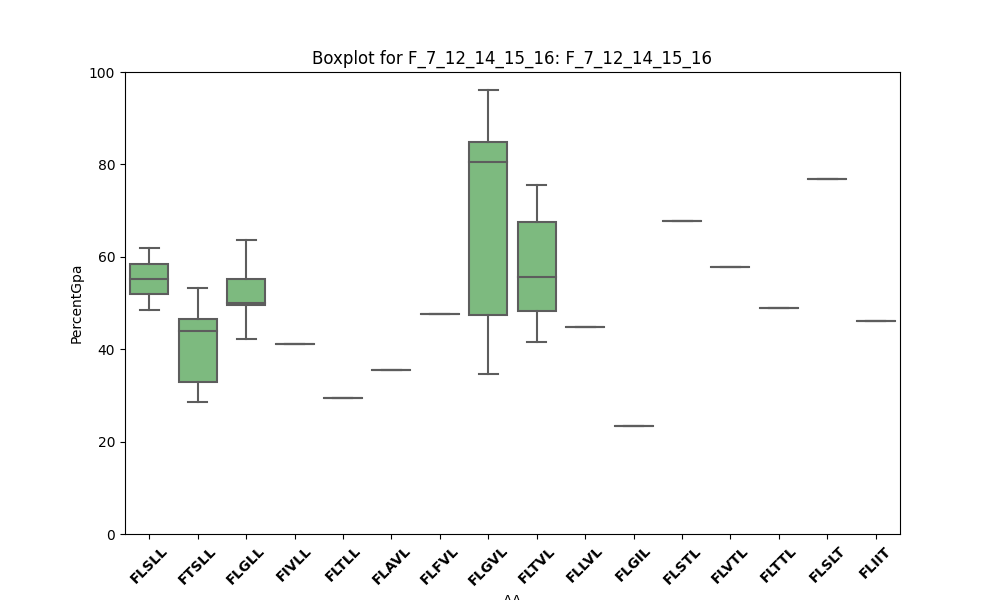 Boxplot for F_7_12_14_15_16: F_7_12_14_15_16
100
80
60
40
20
0
PercentGpa
FLSLL
FTSLL
FLGLL
FIVLL
FLTLL
FLAVL
FLFVL
FLGVL
FLTVL
FLLVL
FLGIL
FLSTL
FLVTL
FLTTL
FLSLT
FLIIT
AA